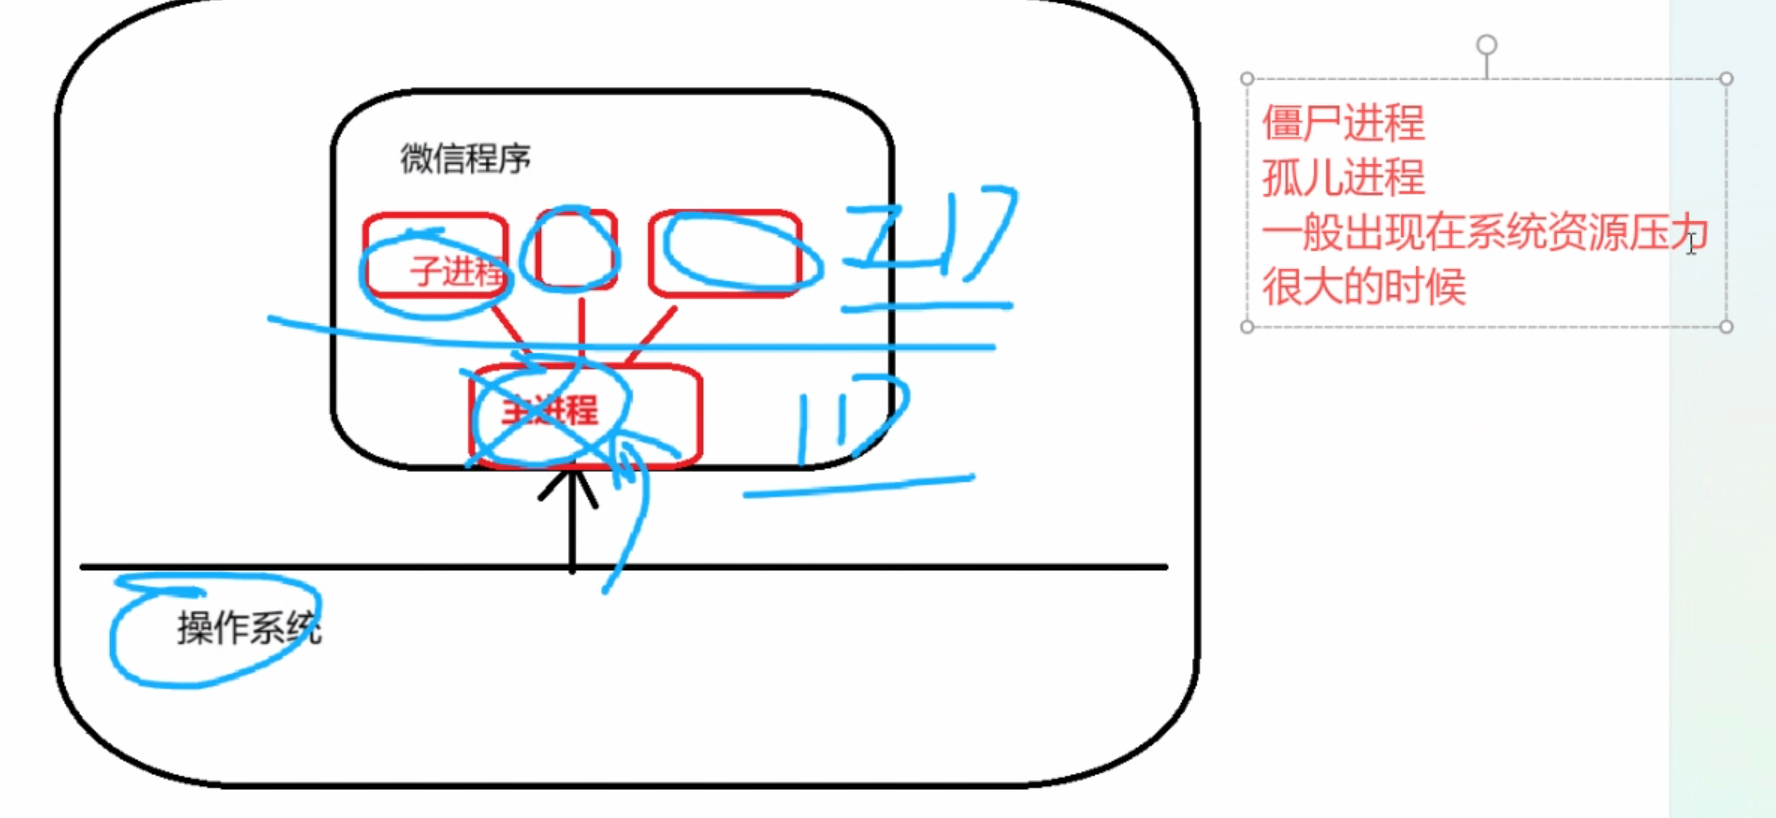 微信程序
子进程
主进程
操作系统
僵尸进程
孤儿进程
一般出现在系统资源压力
很大的时候